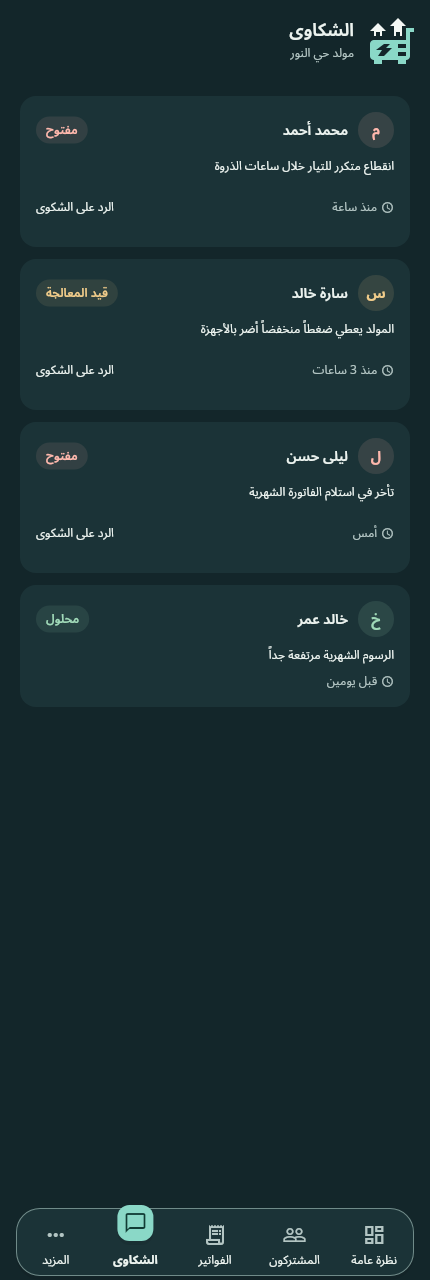 الشكاوى
مولد حي النور
م
محمد أحمد
مفتوح
انقطاع متكرر للتيار خلال ساعات الذروة
منذ ساعة
الرد على الشكوى
س
سارة خالد
قيد المعالجة
المولد يعطي ضغطاً منخفضاً أضر بالأجهزة
منذ 3 ساعات
الرد على الشكوى
ل
ليلى حسن
مفتوح
تأخر في استلام الفاتورة الشهرية
أمس
الرد على الشكوى
خ
خالد عمر
محلول
الرسوم الشهرية مرتفعة جداً
قبل يومين
نظرة عامة
المشتركون
الفواتير
الشكاوى
المزيد